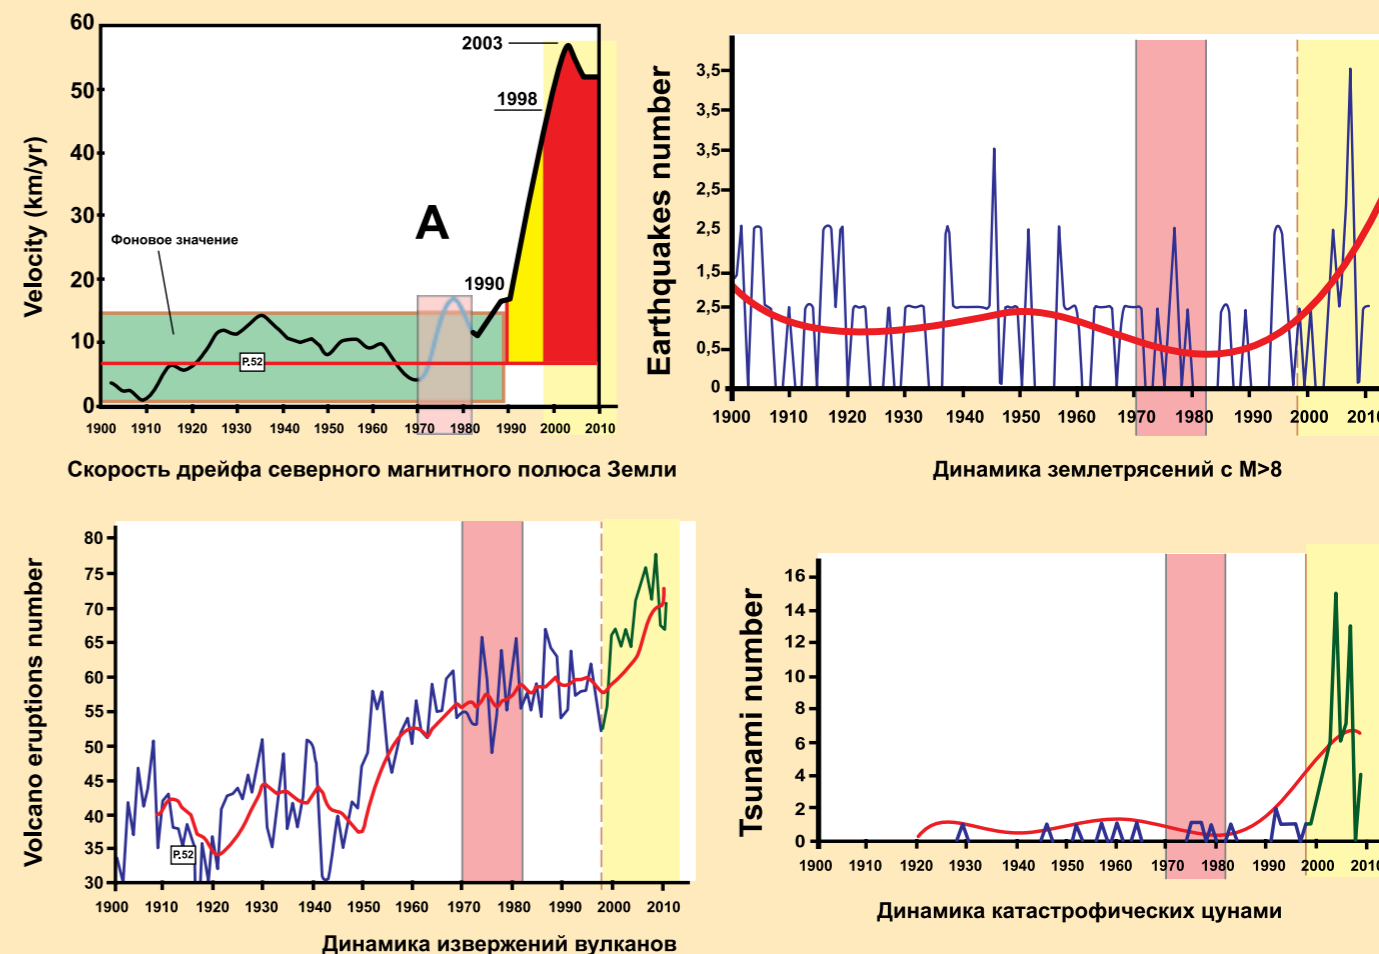 Velocity (km/yr)
60
50
40
30
20
10
0
2003
1998
A
1990
Фоновое значение
P.52
1900 1910 1920 1930 1940 1950 1960 1970 1980 1990 2000 2010
Скорость дрейфа северного магнитного полюса Земли
Earthquakes number
3,5
3,5
3,5
2,5
2,5
1,5
2,5
0,5
0
1900 1910 1920 1930 1940 1950 1960 1970 1980 1990 2000 2010
Динамика землетрясений с М>8
Volcano eruptions number
80
75
70
65
60
55
50
45
40
35
30
P.52
1900 1910 1920 1930 1940 1950 1960 1970 1980 1990 2000 2010
Динамика извержений вулканов
Tsunami number
16
14
12
10
8
6
4
2
0
1900 1910 1920 1930 1940 1950 1960 1970 1980 1990 2000 2010
Динамика катастрофических цунами